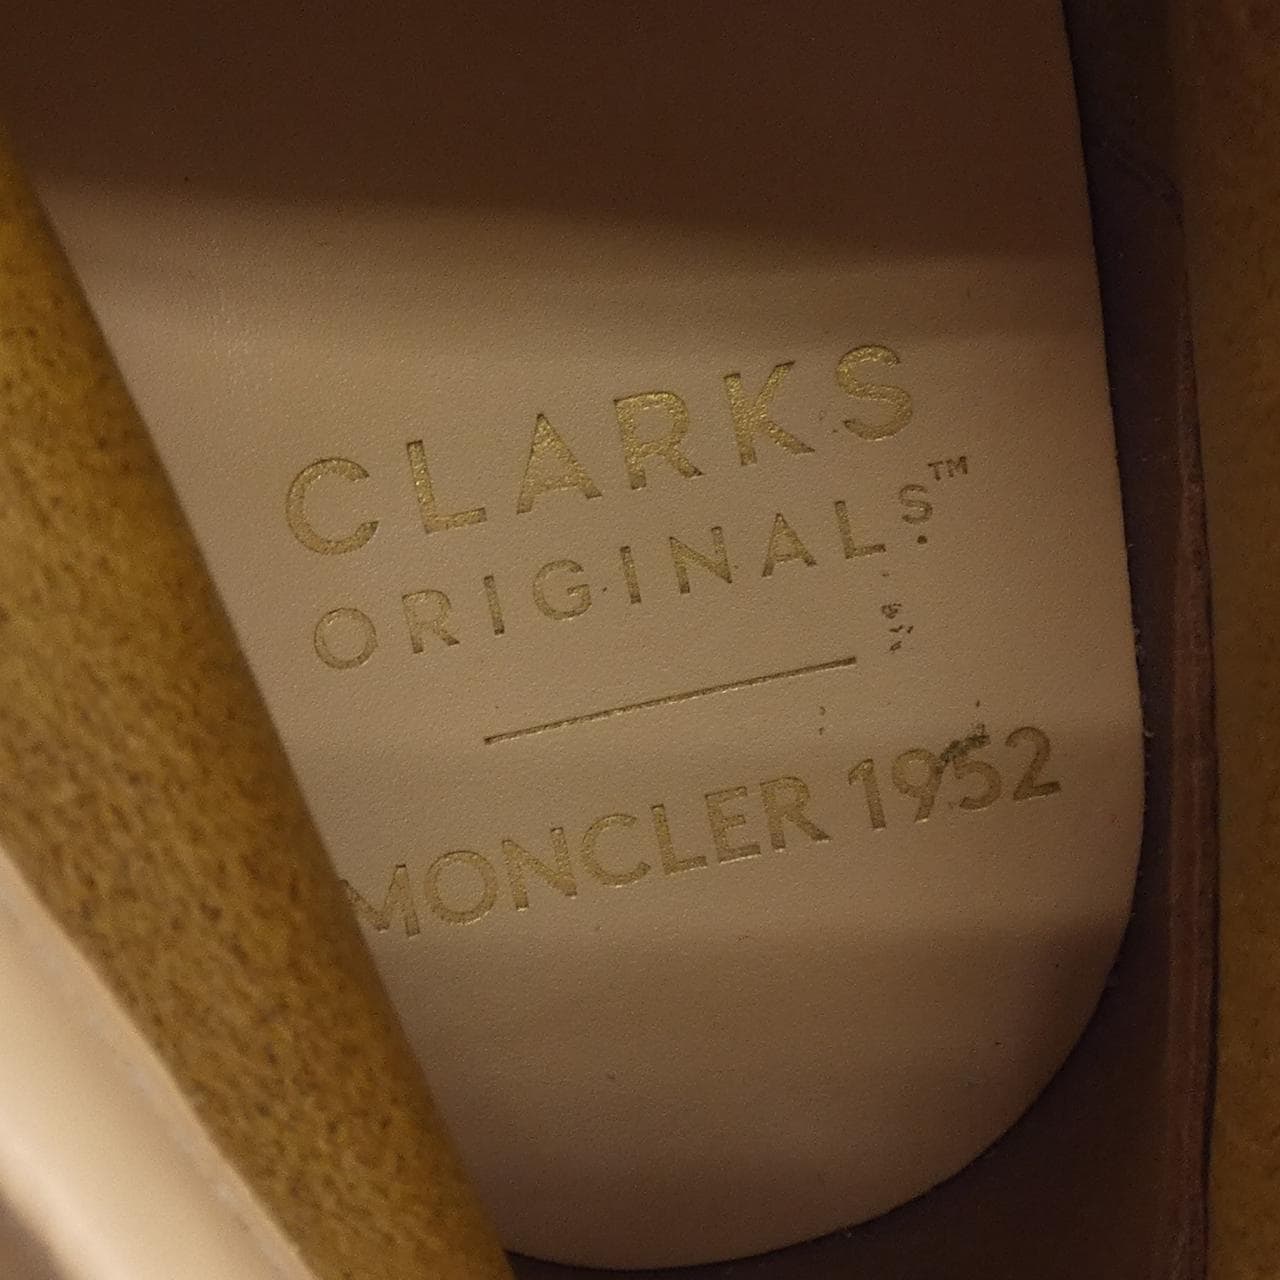 CLARKS
ORIGINALS™
MONCLER 1952